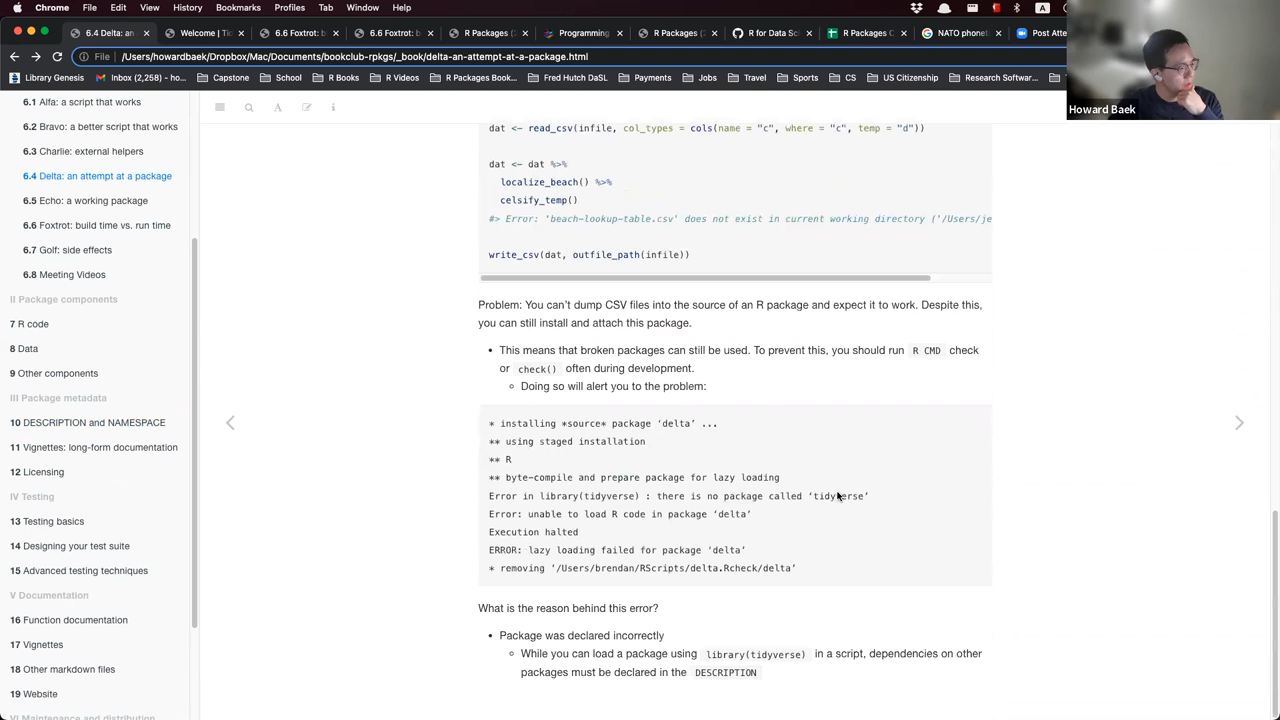 Chrome File Edit View History Bookmarks Profiles Tab Window Help
6.4 Delta: an
Welcome | Ti
6.6 Foxtrot: b
6.6 Foxtrot: b
R Packages (2
Programming
R Packages (
R for Data Sc
R Packages C
NATO phonet
Post Atte
File /Users/howardbaek/Dropbox/Mac/Documents/bookclub-rpkgs/_book/delta-an-attempt-at-a-package.html
Library Genesis Inbox (2,258) - ho... Capstone School Research Fred Hutch DaSL Payments Jobs Travel Sports CS US Citizenship Research Softwar...
Howard Baek
6.1 Alfa: a script that works
6.2 Bravo: a better script that works
6.3 Charlie: external helpers
6.4 Delta: an attempt at a package
6.5 Echo: a working package
6.6 Foxtrot: build time vs. run time
6.7 Golf: side effects
6.8 Meeting Videos
II Package components
7 R code
8 Data
9 Other components
III Package metadata
10 DESCRIPTION and NAMESPACE
11 Vignettes: long-form documentation
12 Licensing
IV Testing
13 Testing basics
14 Designing your test suite
15 Advanced testing techniques
V Documentation
16 Function documentation
17 Vignettes
18 Other markdown files
19 Website
VI Maintenance and distribution
dat <- read_csv(infile, col_types = cols(name = "c", where = "c", temp = "d"))
dat <- dat %>%
localize_beach() %>%
celsify_temp()
#> Error: 'beach-lookup-table.csv' does not exist in current working directory ('/Users/je
write_csv(dat, outfile_path(infile))
Problem: You can't dump CSV files into the source of an R package and expect it to work. Despite this,
you can still install and attach this package.
• This means that broken packages can still be used. To prevent this, you should run R CMD check
or check() often during development.
○ Doing so will alert you to the problem:
* installing *source* package ‘delta’ ...
** using staged installation
** R
** byte-compile and prepare package for lazy loading
Error in library(tidyverse) : there is no package called ‘tidyverse’
Error: unable to load R code in package ‘delta’
Execution halted
ERROR: lazy loading failed for package ‘delta’
* removing ‘/Users/brendan/RScripts/delta.Rcheck/delta’
What is the reason behind this error?
• Package was declared incorrectly
○ While you can load a package using library(tidyverse) in a script, dependencies on other
packages must be declared in the DESCRIPTION